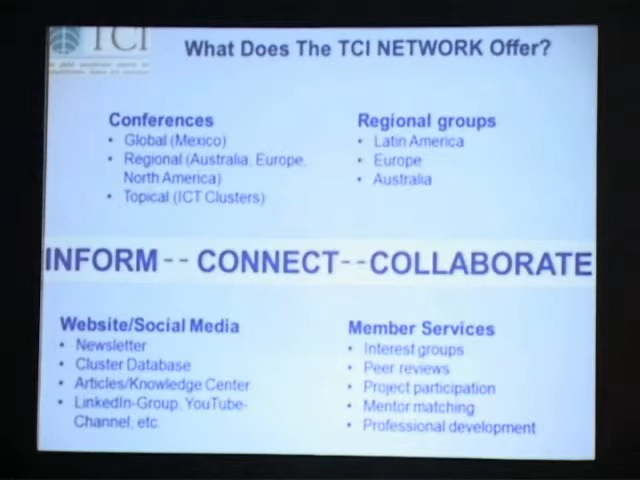 TCI
What Does The TCI NETWORK Offer?
Conferences
• Global (Mexico)
• Regional (Australia, Europe,
North America)
• Topical (ICT Clusters)
Regional groups
• Latin America
• Europe
• Australia
INFORM -- CONNECT -- COLLABORATE
Website/Social Media
• Newsletter
• Cluster Database
• Articles/Knowledge Center
• LinkedIn-Group, YouTube-
Channel, etc.
Member Services
• Interest groups
• Peer reviews
• Project participation
• Mentor matching
• Professional development